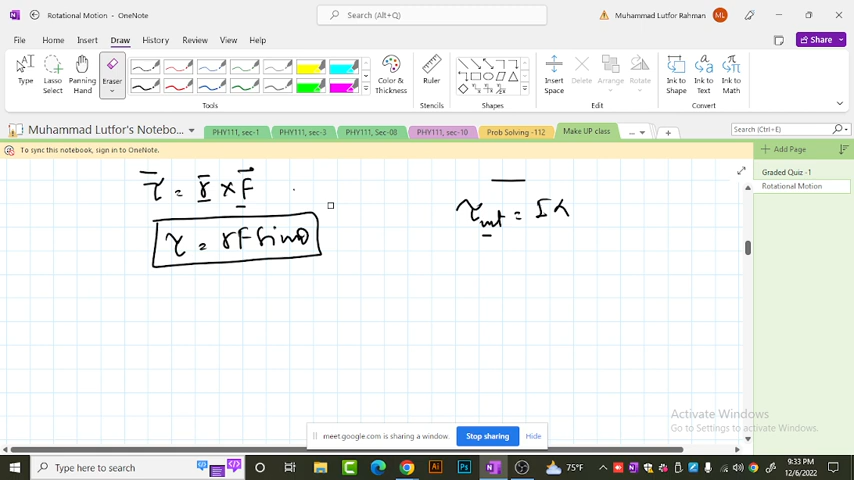 Rotational Motion - OneNote
Search (Alt+Q)
Muhammad Lutfor Rahman
ML
File Home Insert Draw History Review View Help
Share
Type
Lasso Select
Panning Hand
Eraser
Color & Thickness
Ruler
Insert Space
Delete
Arrange
Rotate
Ink to Shape
Ink to Text
Ink to Math
Tools
Stencils
Shapes
Edit
Convert
Muhammad Lutfor's Notebo...
PHY111, sec-1
PHY111, sec-3
PHY111, Sec-08
PHY111, sec-10
Prob Solving -112
Make UP class
Search (Ctrl+E)
To sync this notebook, sign in to OneNote.
Add Page
Graded Quiz -1
Rotational Motion
τ = r × F
τ = rF sinθ
τnet = Iα
Activate Windows
Go to Settings to activate Windows.
meet.google.com is sharing a window.
Stop sharing
Hide
Type here to search
Ai
Ps
75°F
9:33 PM
12/6/2022